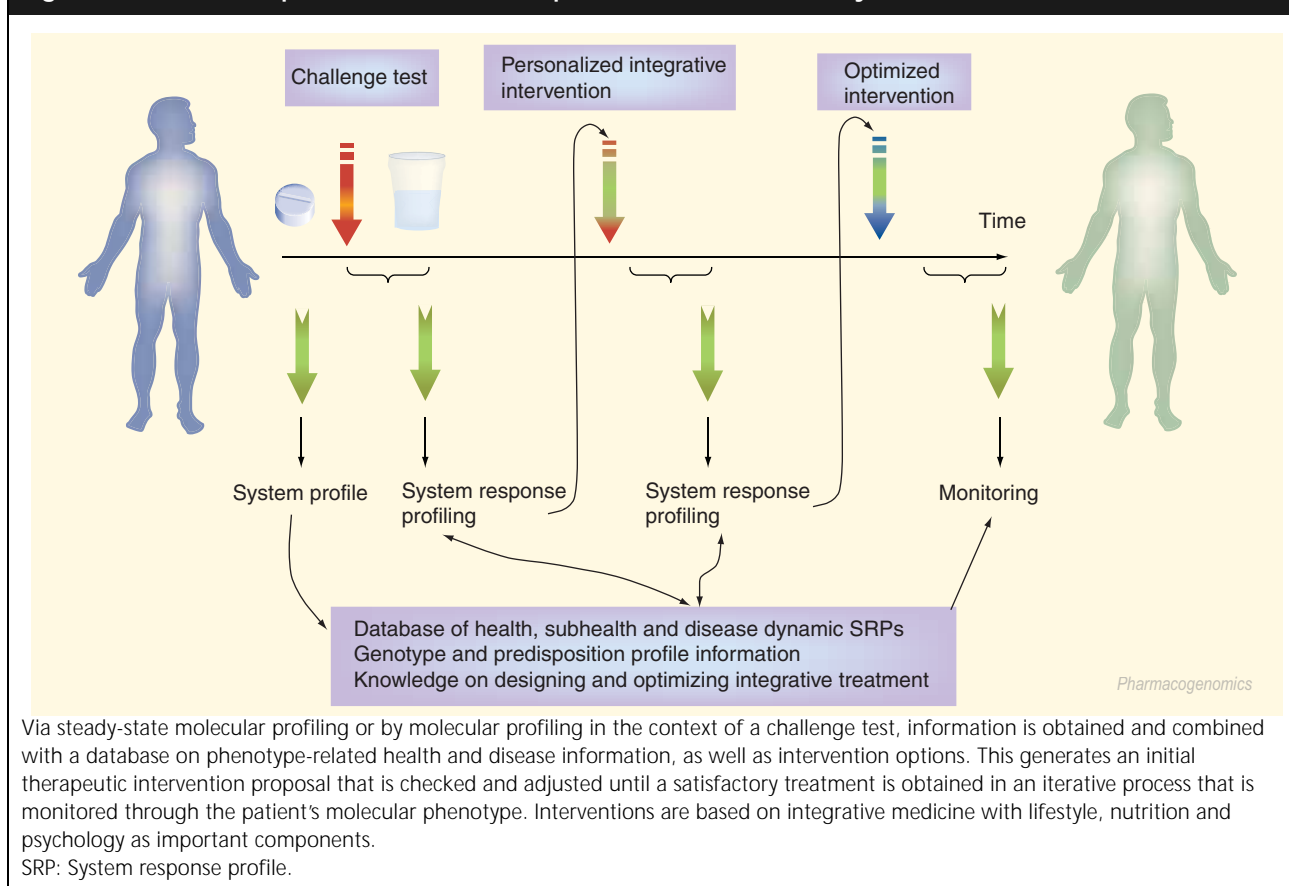 Challenge test
Personalized integrative
intervention
Optimized
intervention
Time
System profile
System response
profiling
System response
profiling
Monitoring
Database of health, subhealth and disease dynamic SRPs
Genotype and predisposition profile information
Knowledge on designing and optimizing integrative treatment
Pharmacogenomics
Via steady-state molecular profiling or by molecular profiling in the context of a challenge test, information is obtained and combined
with a database on phenotype-related health and disease information, as well as intervention options. This generates an initial
therapeutic intervention proposal that is checked and adjusted until a satisfactory treatment is obtained in an iterative process that is
monitored through the patient's molecular phenotype. Interventions are based on integrative medicine with lifestyle, nutrition and
psychology as important components.
SRP: System response profile.